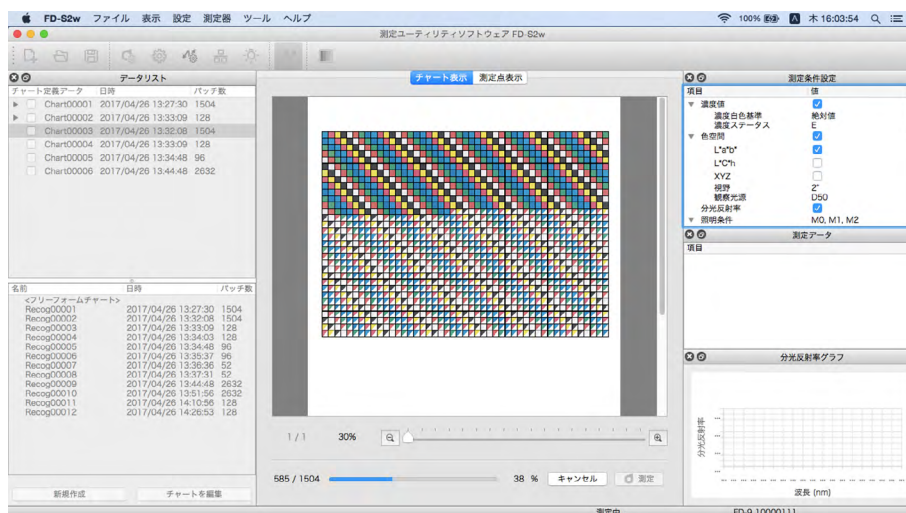 FD-S2w ファイル 表示 設定 測定器 ツール ヘルプ 100% 木 16:03:54
測定ユーティリティソフトウェア FD-S2w
データリスト
チャート定義データ 日時 パッチ数
Chart00001 2017/04/26 13:27:30 1504
Chart00002 2017/04/26 13:33:09 128
Chart00003 2017/04/26 13:32:08 1504
Chart00004 2017/04/26 13:33:09 128
Chart00005 2017/04/26 13:34:48 96
Chart00006 2017/04/26 13:44:48 2632
名前 日時 パッチ数
<フリーフォームチャート>
Recog00001 2017/04/26 13:27:30 1504
Recog00002 2017/04/26 13:32:08 1504
Recog00003 2017/04/26 13:33:09 128
Recog00004 2017/04/26 13:34:03 128
Recog00005 2017/04/26 13:34:48 96
Recog00006 2017/04/26 13:35:37 96
Recog00007 2017/04/26 13:36:36 52
Recog00008 2017/04/26 13:37:31 52
Recog00009 2017/04/26 13:44:48 2632
Recog00010 2017/04/26 13:51:56 2632
Recog00011 2017/04/26 14:10:56 128
Recog00012 2017/04/26 14:26:53 128
新規作成 チャートを編集
チャート表示 測定点表示
1 / 1 30%
585 / 1504 38 % キャンセル 測定
測定条件設定
項目 値
濃度値
濃度白色基準 絶対値
濃度ステータス E
色空間
L*a*b*
L*C*h
XYZ
視野 2°
観察光源 D50
分光反射率
照明条件 M0, M1, M2
測定データ
項目
分光反射率グラフ
分光反射率
波長 (nm)
測定中 FD-9 10000111